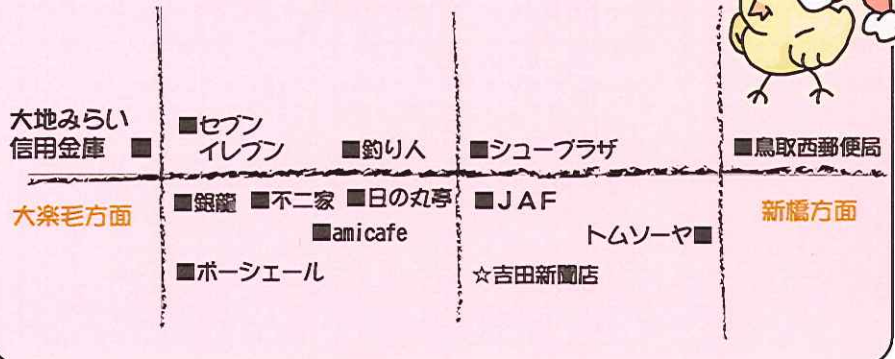 大地みらい
信用金庫 ■
■セブン
イレブン
■釣り人
■シュープラザ
■鳥取西郵便局
大楽毛方面
■銀龍
■不二家
■日の丸亭
■JAF
新橋方面
■amicafe
トムソーヤ■
■ボーシェール
☆吉田新聞店